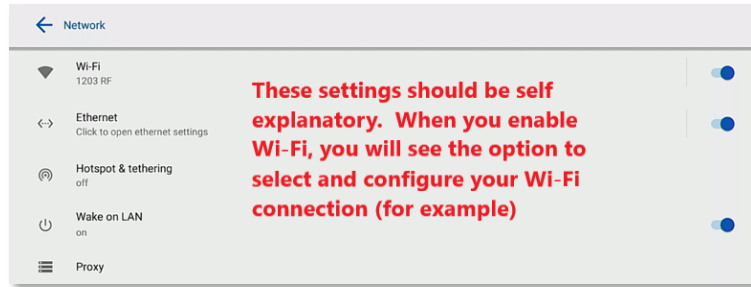 Network
Wi-Fi
1203 RF
Ethernet
Click to open ethernet settings
Hotspot & tethering
off
Wake on LAN
on
Proxy
These settings should be self
explanatory. When you enable
Wi-Fi, you will see the option to
select and configure your Wi-Fi
connection (for example)